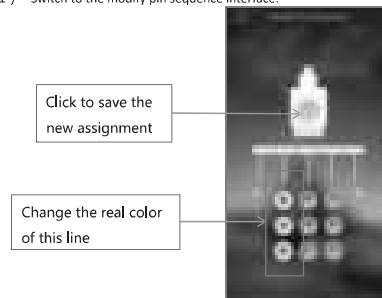 1 ) Switch to the modify pin sequence interface.
Click to save the
new assignment
Change the real color
of this line